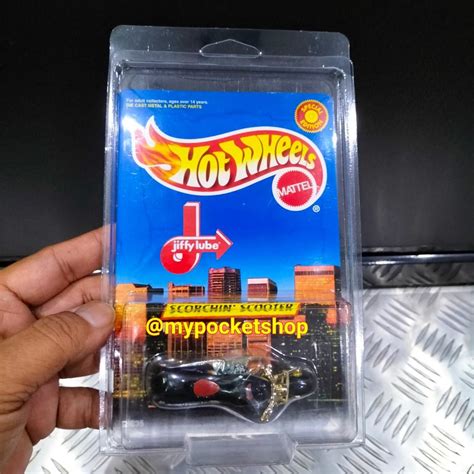 For adult collectors, ages over 14 years.
DIE CAST METAL & PLASTIC PARTS
SPECIAL EDITION
HOT WHEELS
MATTEL
®
jiffy lube®
SCORCHIN' SCOOTER
@mypocketshop